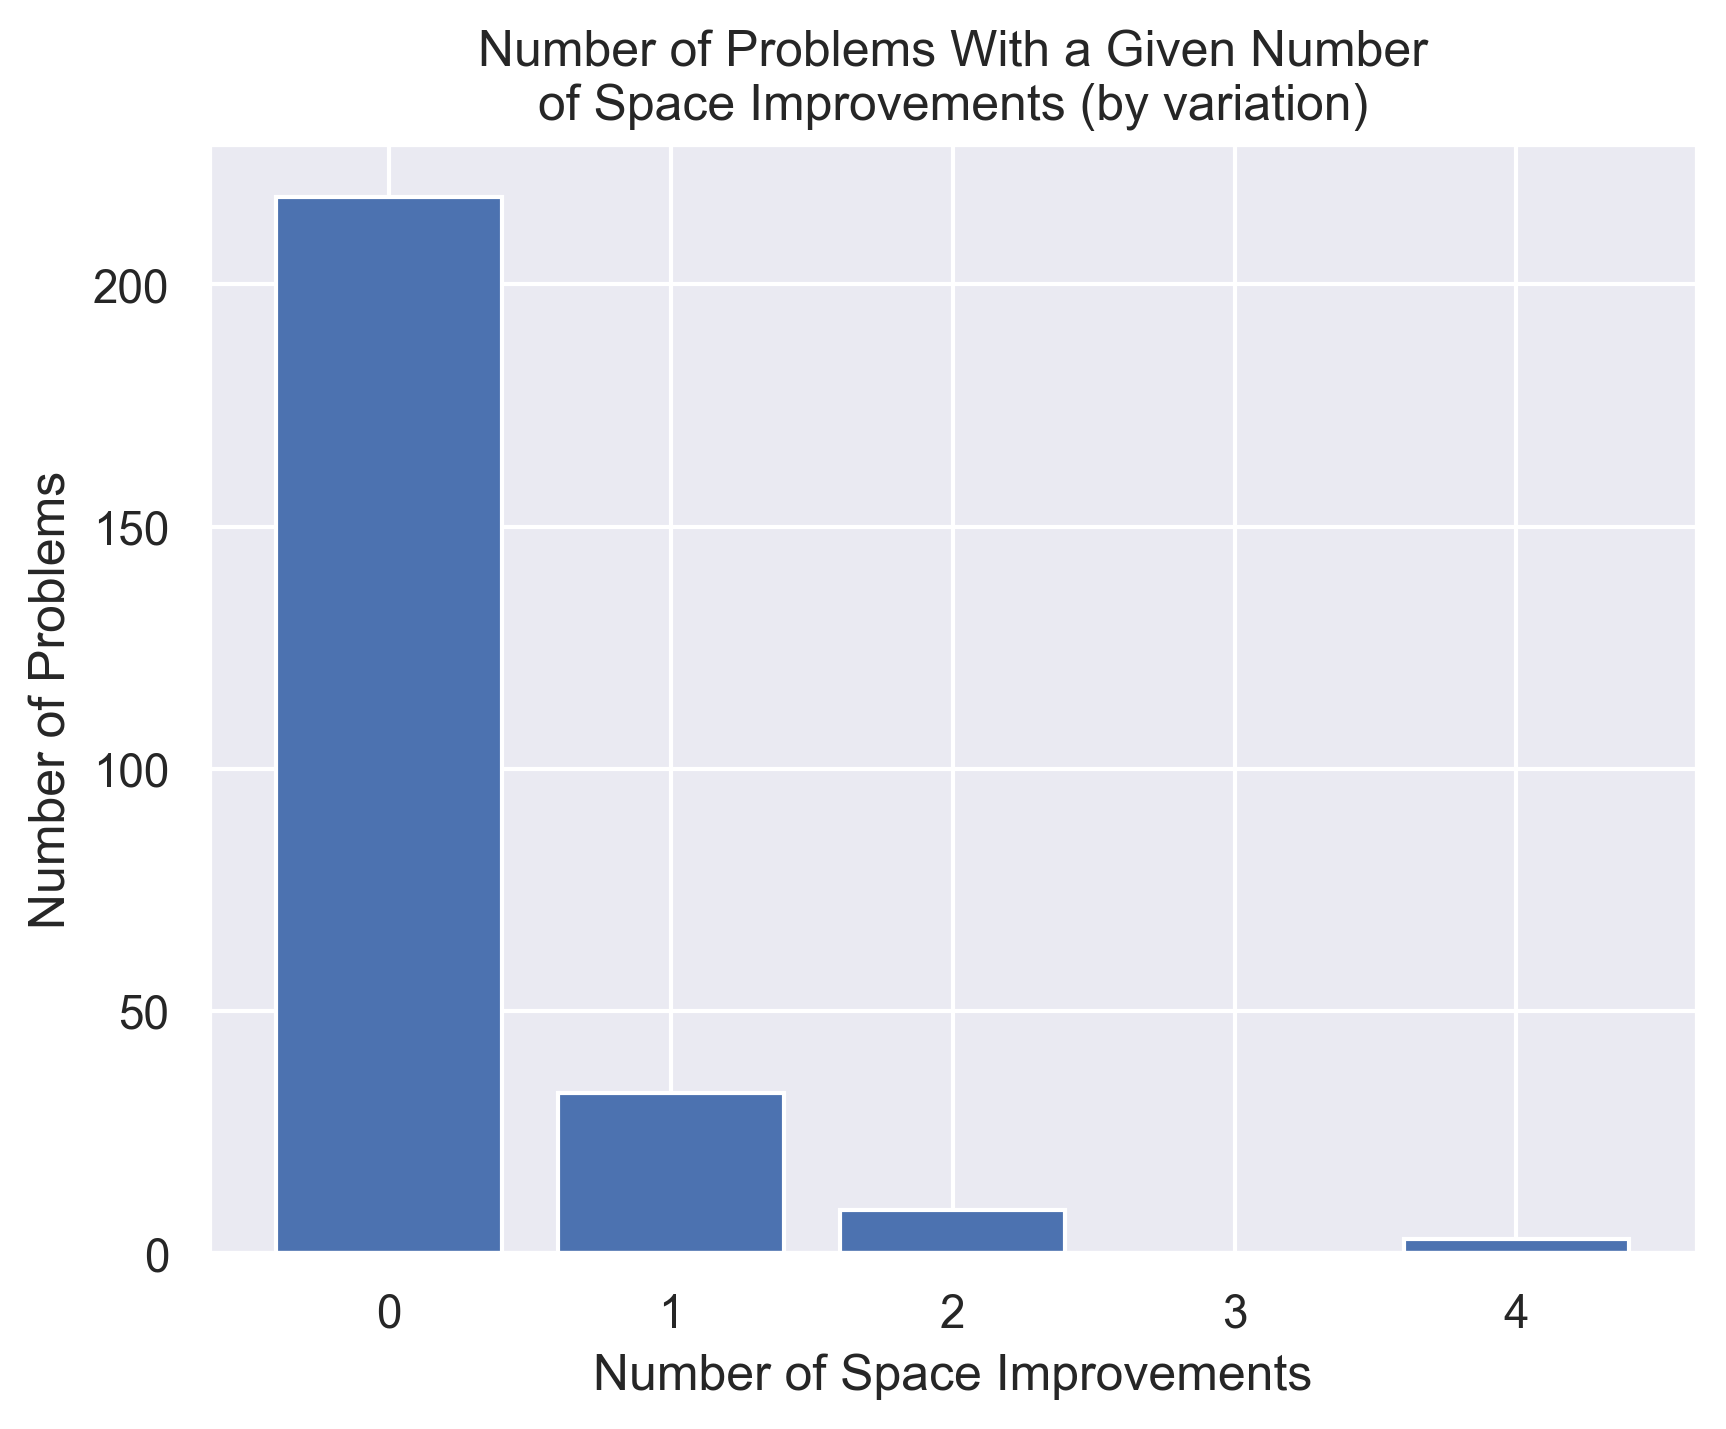 Number of Problems With a Given Number
of Space Improvements (by variation)
Number of Problems
200
150
100
50
0
0 1 2 3 4
Number of Space Improvements